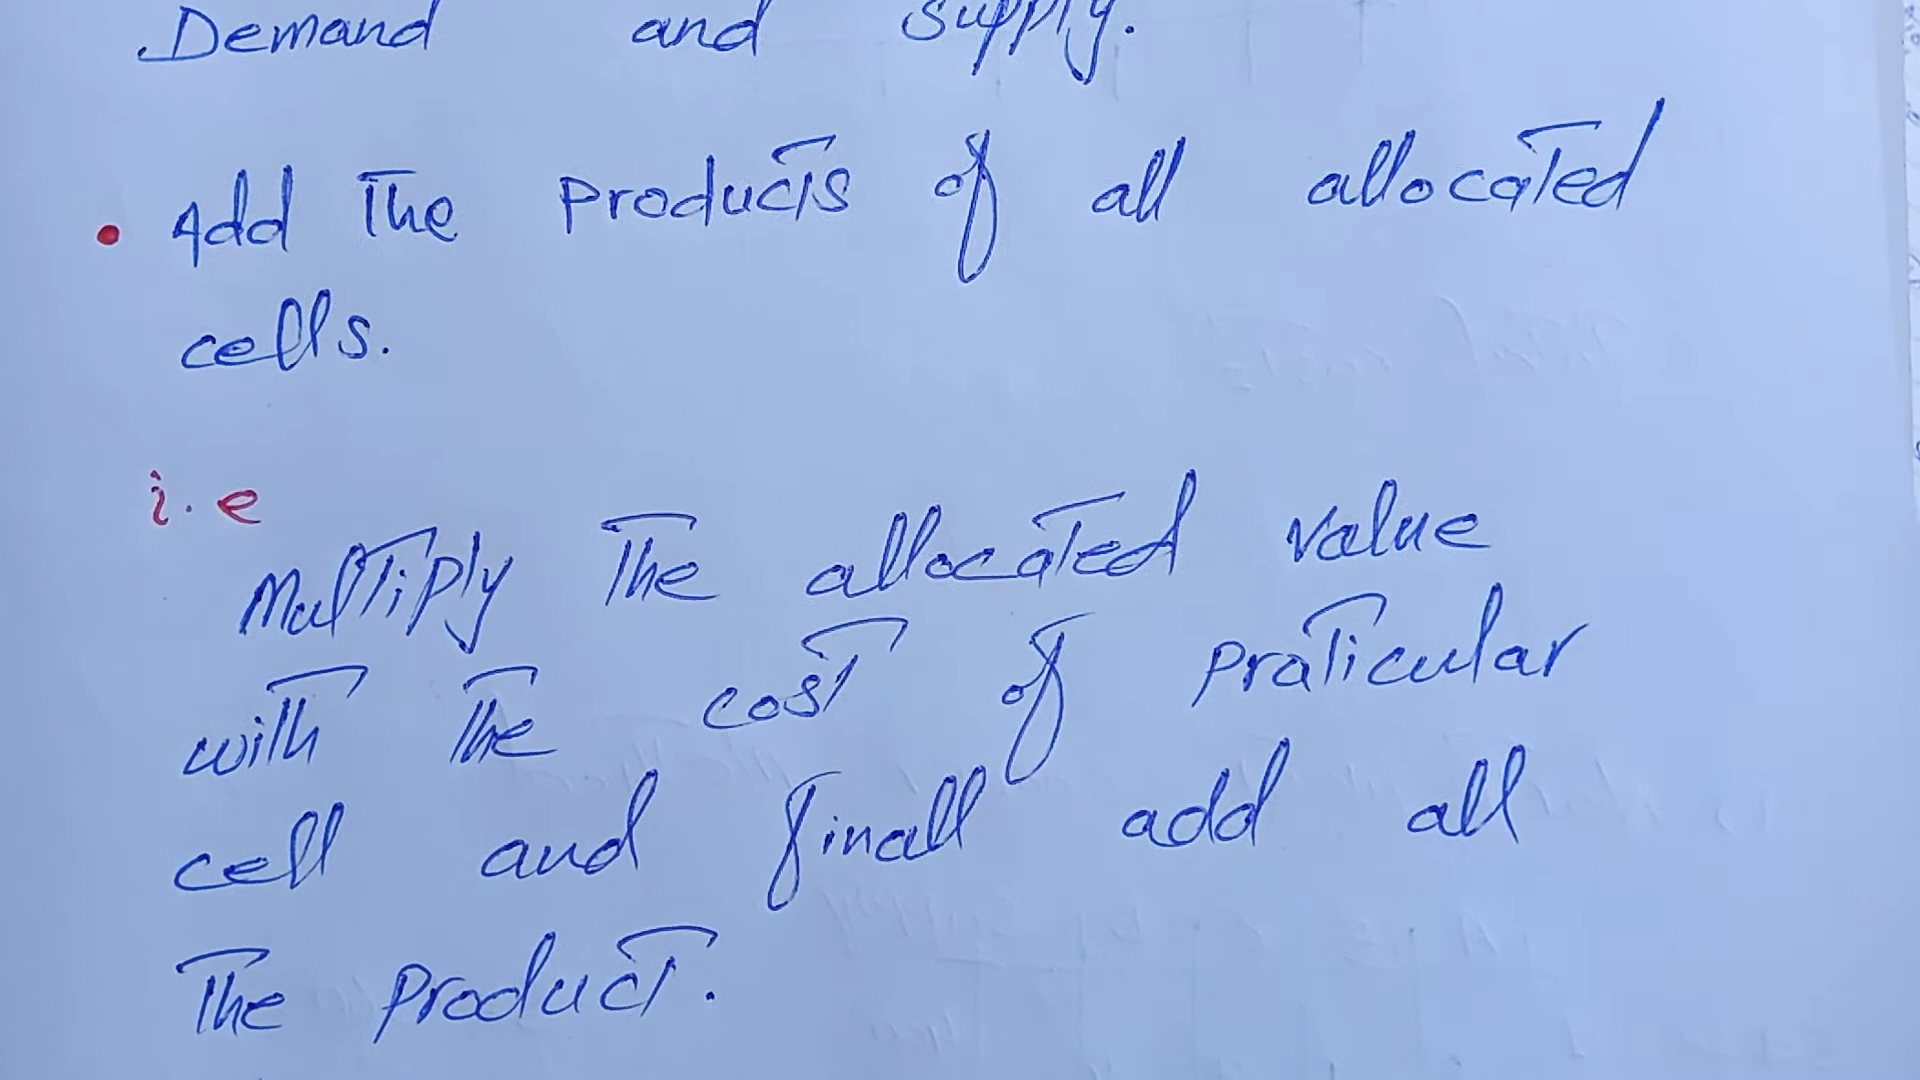 Demand and Supply.
• Add The Products of all allocated
cells.
i.e
Multiply The allocated value
with The cost of praticular
cell and finall add all
The Product.